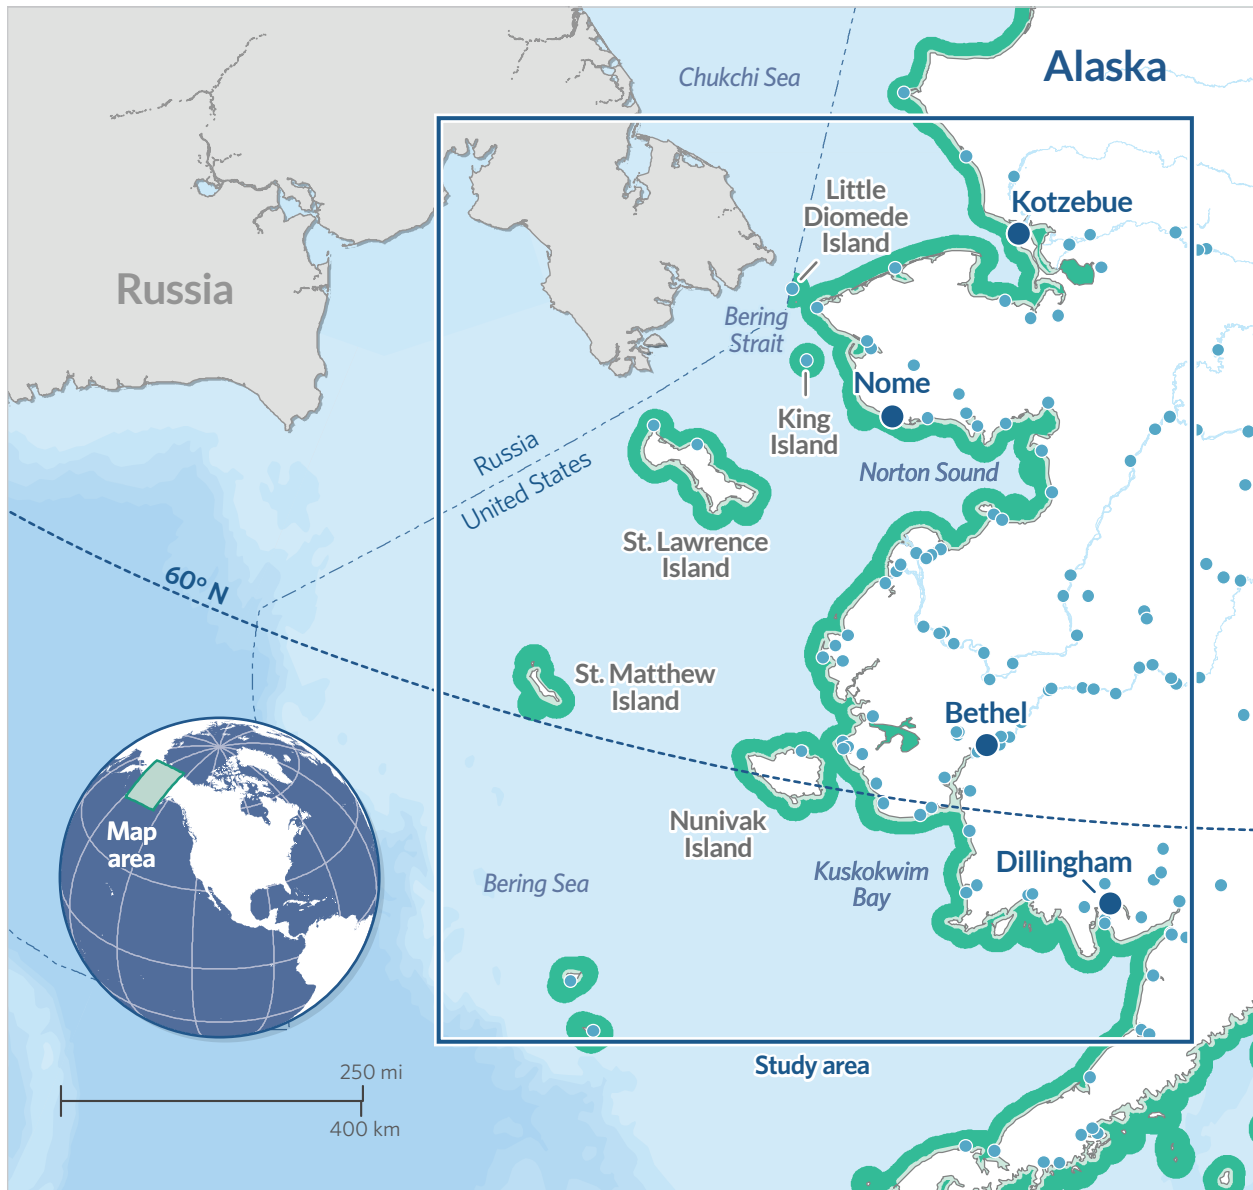 Chukchi Sea
Alaska
Little
Diomede
Island
Kotzebue
Russia
Bering
Strait
Nome
King
Island
Russia
United States
Norton Sound
St. Lawrence
Island
60° N
St. Matthew
Island
Bethel
Map
area
Nunivak
Island
Dillingham
Kuskokwim
Bay
Bering Sea
Study area
250 mi
400 km